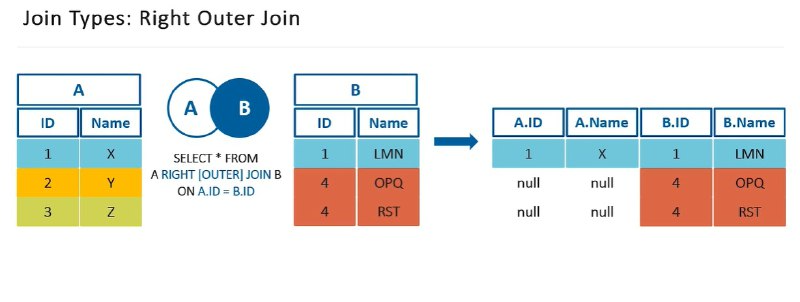 Join Types: Right Outer Join
A
ID Name
1 X
2 Y
3 Z
A B
SELECT * FROM
A RIGHT [OUTER] JOIN B
ON A.ID = B.ID
B
ID Name
1 LMN
4 OPQ
4 RST
A.ID A.Name B.ID B.Name
1 X 1 LMN
null null 4 OPQ
null null 4 RST